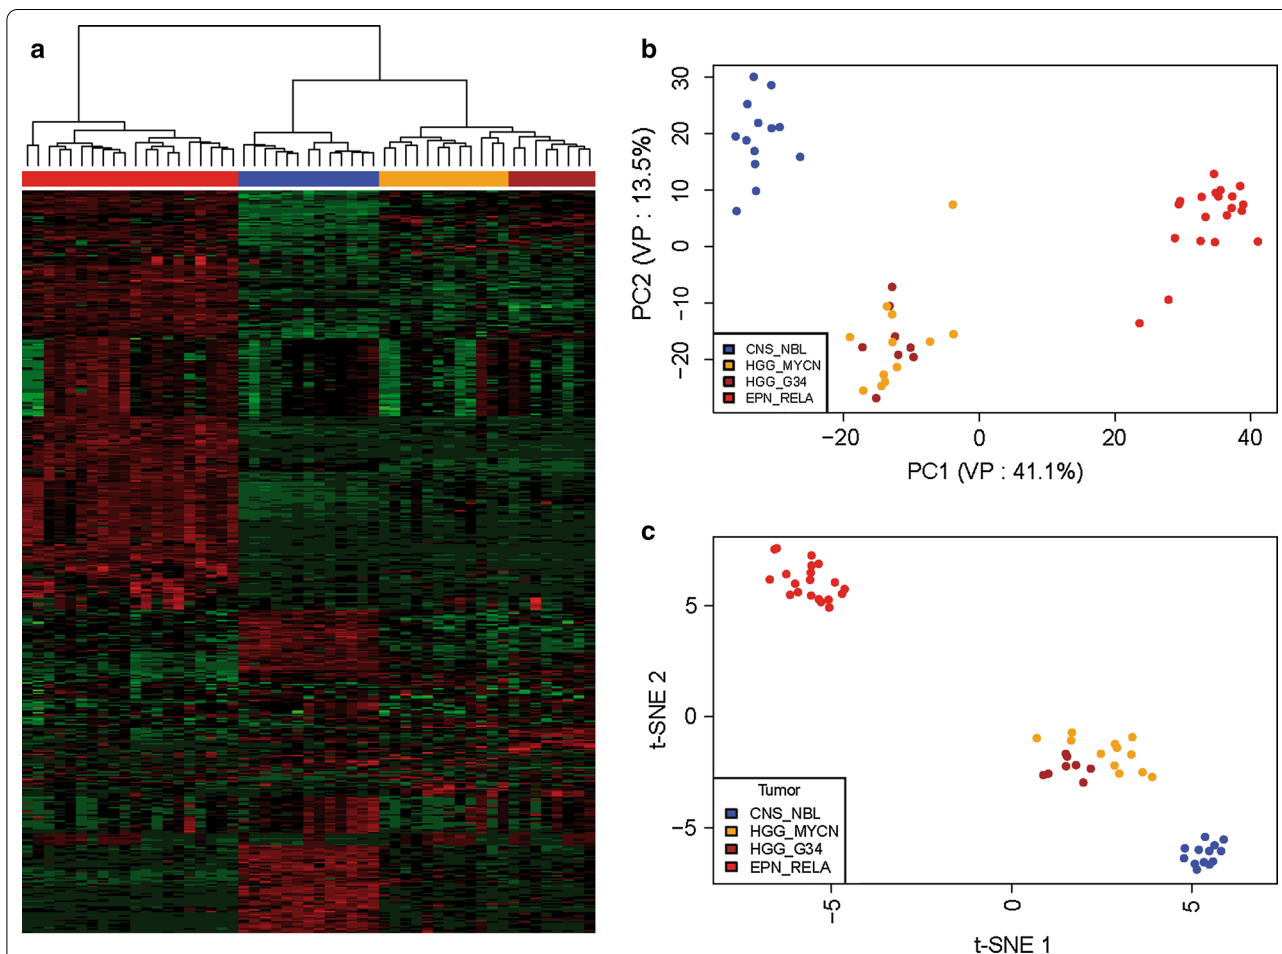 a
b
30
20
10
0
−10
−20
PC2 (VP : 13.5%)
CNS_NBL
HGG_MYCN
HGG_G34
EPN_RELA
−20
0
20
40
PC1 (VP : 41.1%)
c
5
0
−5
t-SNE 2
Tumor
CNS_NBL
HGG_MYCN
HGG_G34
EPN_RELA
−5
0
5
t-SNE 1